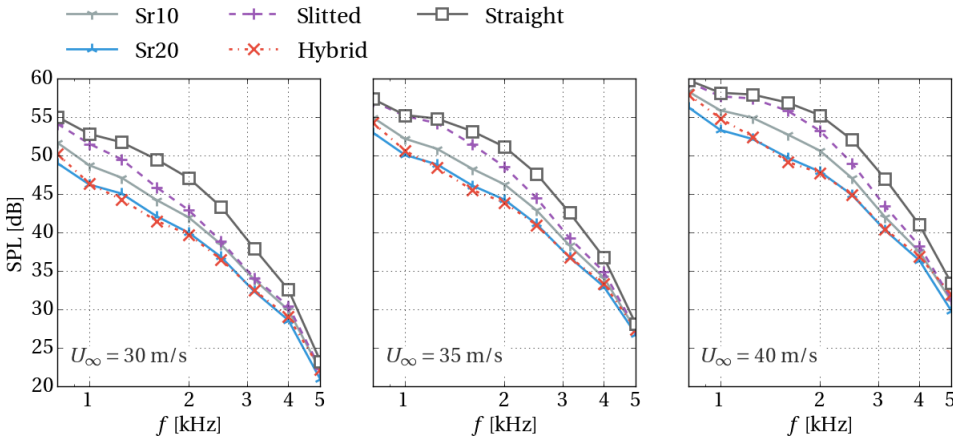 Sr10 Slitted Straight
Sr20 Hybrid
60
55
50
45
40
35
30
25
20
SPL [dB]
U∞ = 30 m/s
1 2 3 4 5
f [kHz]
U∞ = 35 m/s
1 2 3 4 5
f [kHz]
U∞ = 40 m/s
1 2 3 4 5
f [kHz]